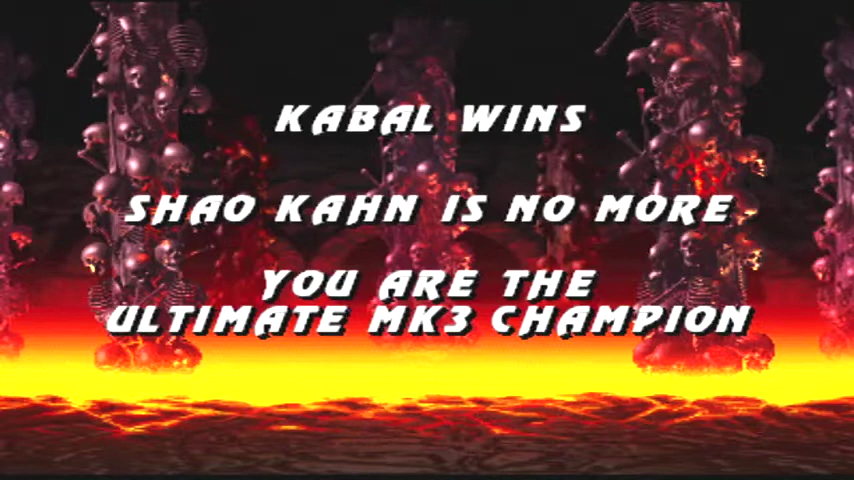 KABAL WINS
SHAO KAHN IS NO MORE
YOU ARE THE
ULTIMATE MK3 CHAMPION